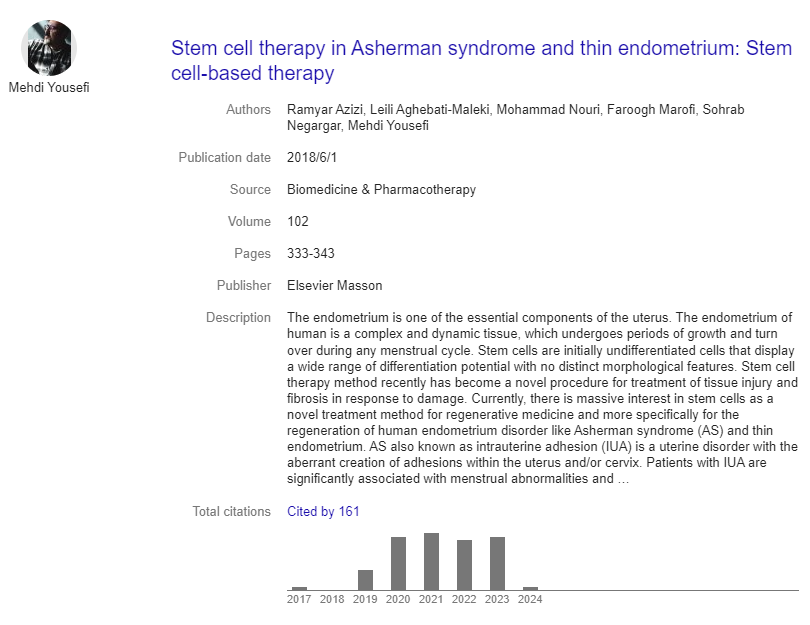 Mehdi Yousefi
Stem cell therapy in Asherman syndrome and thin endometrium: Stem
cell-based therapy
Authors Ramyar Azizi, Leili Aghebati-Maleki, Mohammad Nouri, Faroogh Marofi, Sohrab
Negargar, Mehdi Yousefi
Publication date 2018/6/1
Source Biomedicine & Pharmacotherapy
Volume 102
Pages 333-343
Publisher Elsevier Masson
Description The endometrium is one of the essential components of the uterus. The endometrium of
human is a complex and dynamic tissue, which undergoes periods of growth and turn
over during any menstrual cycle. Stem cells are initially undifferentiated cells that display
a wide range of differentiation potential with no distinct morphological features. Stem cell
therapy method recently has become a novel procedure for treatment of tissue injury and
fibrosis in response to damage. Currently, there is massive interest in stem cells as a
novel treatment method for regenerative medicine and more specifically for the
regeneration of human endometrium disorder like Asherman syndrome (AS) and thin
endometrium. AS also known as intrauterine adhesion (IUA) is a uterine disorder with the
aberrant creation of adhesions within the uterus and/or cervix. Patients with IUA are
significantly associated with menstrual abnormalities and …
Total citations Cited by 161
2017 2018 2019 2020 2021 2022 2023 2024